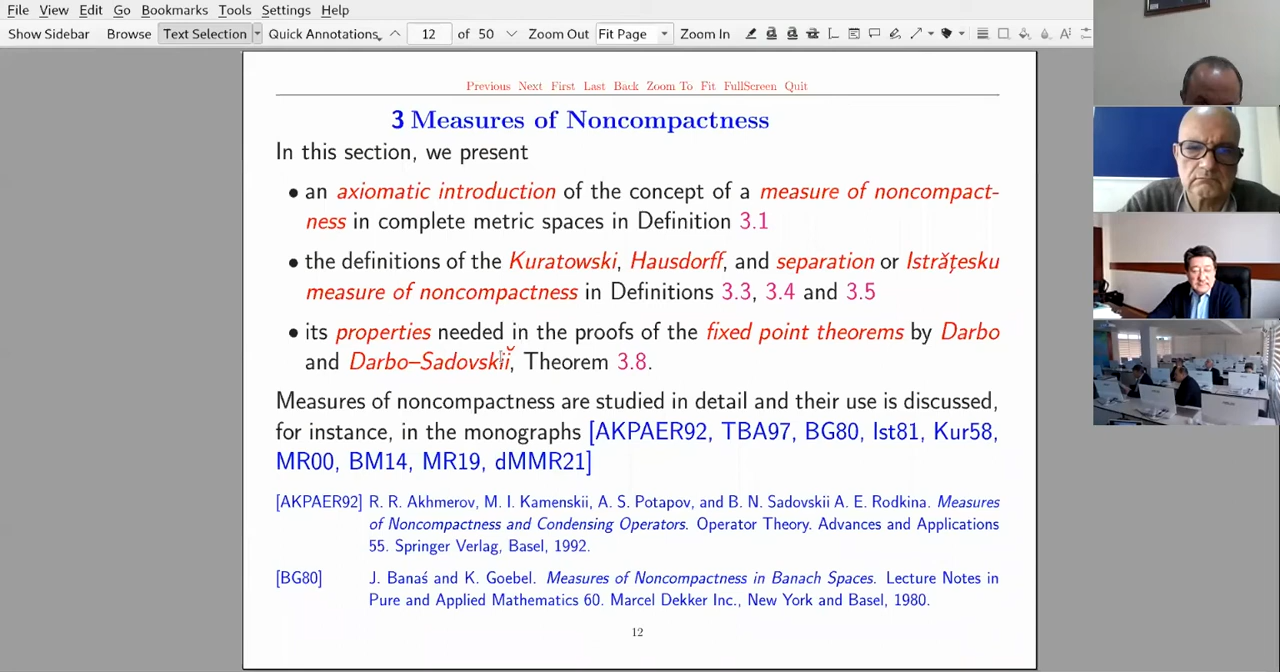 File Edit View Go Bookmarks Tools Settings Help
Show Sidebar Browse Text Selection Quick Annotations 12 of 50 Zoom Out Fit Page Zoom In
Previous Next First Last Back Zoom To Fit FullScreen Quit
3 Measures of Noncompactness
In this section, we present
• an axiomatic introduction of the concept of a measure of noncompact-
ness in complete metric spaces in Definition 3.1
• the definitions of the Kuratowski, Hausdorff, and separation or Istrăţesku
measure of noncompactness in Definitions 3.3, 3.4 and 3.5
• its properties needed in the proofs of the fixed point theorems by Darbo
and Darbo–Sadovskiĭ, Theorem 3.8.
Measures of noncompactness are studied in detail and their use is discussed,
for instance, in the monographs [AKPAER92, TBA97, BG80, Ist81, Kur58,
MR00, BM14, MR19, dMMR21]
[AKPAER92] R. R. Akhmerov, M. I. Kamenskii, A. S. Potapov, and B. N. Sadovskii A. E. Rodkina. Measures
of Noncompactness and Condensing Operators. Operator Theory. Advances and Applications
55. Springer Verlag, Basel, 1992.
[BG80] J. Banaś and K. Goebel. Measures of Noncompactness in Banach Spaces. Lecture Notes in
Pure and Applied Mathematics 60. Marcel Dekker Inc., New York and Basel, 1980.
12